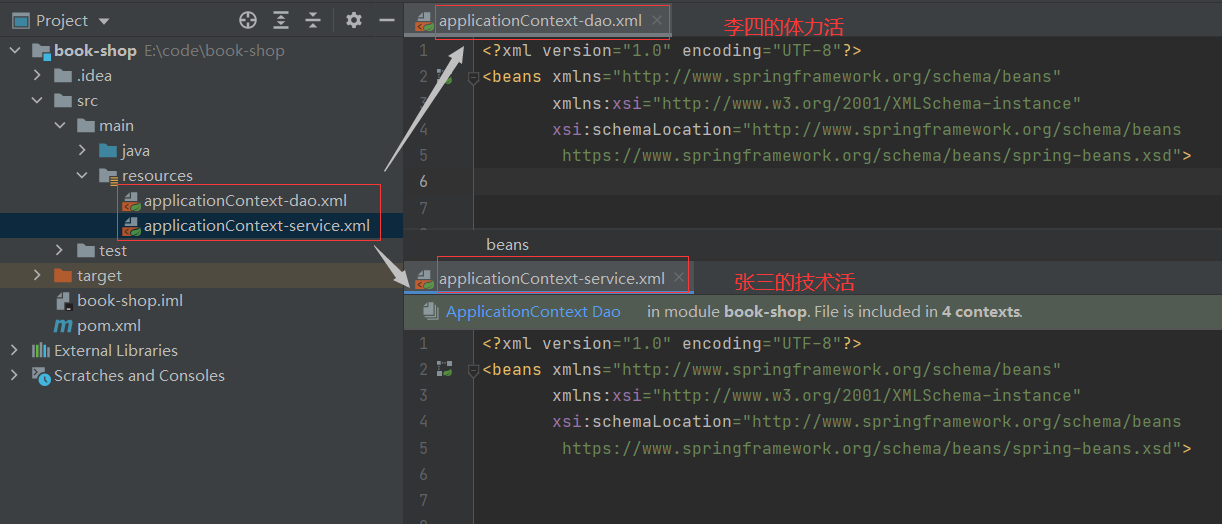 Project
book-shop E:\code\book-shop
.idea
src
main
java
resources
applicationContext-dao.xml
applicationContext-service.xml
test
target
book-shop.iml
pom.xml
External Libraries
Scratches and Consoles
applicationContext-dao.xml
李四的体力活
1 <?xml version="1.0" encoding="UTF-8"?>
2 <beans xmlns="http://www.springframework.org/schema/beans"
3 xmlns:xsi="http://www.w3.org/2001/XMLSchema-instance"
4 xsi:schemaLocation="http://www.springframework.org/schema/beans
5 https://www.springframework.org/schema/beans/spring-beans.xsd">
6
7
beans
applicationContext-service.xml
张三的技术活
ApplicationContext Dao in module book-shop. File is included in 4 contexts.
1 <?xml version="1.0" encoding="UTF-8"?>
2 <beans xmlns="http://www.springframework.org/schema/beans"
3 xmlns:xsi="http://www.w3.org/2001/XMLSchema-instance"
4 xsi:schemaLocation="http://www.springframework.org/schema/beans
5 https://www.springframework.org/schema/beans/spring-beans.xsd">
6
7